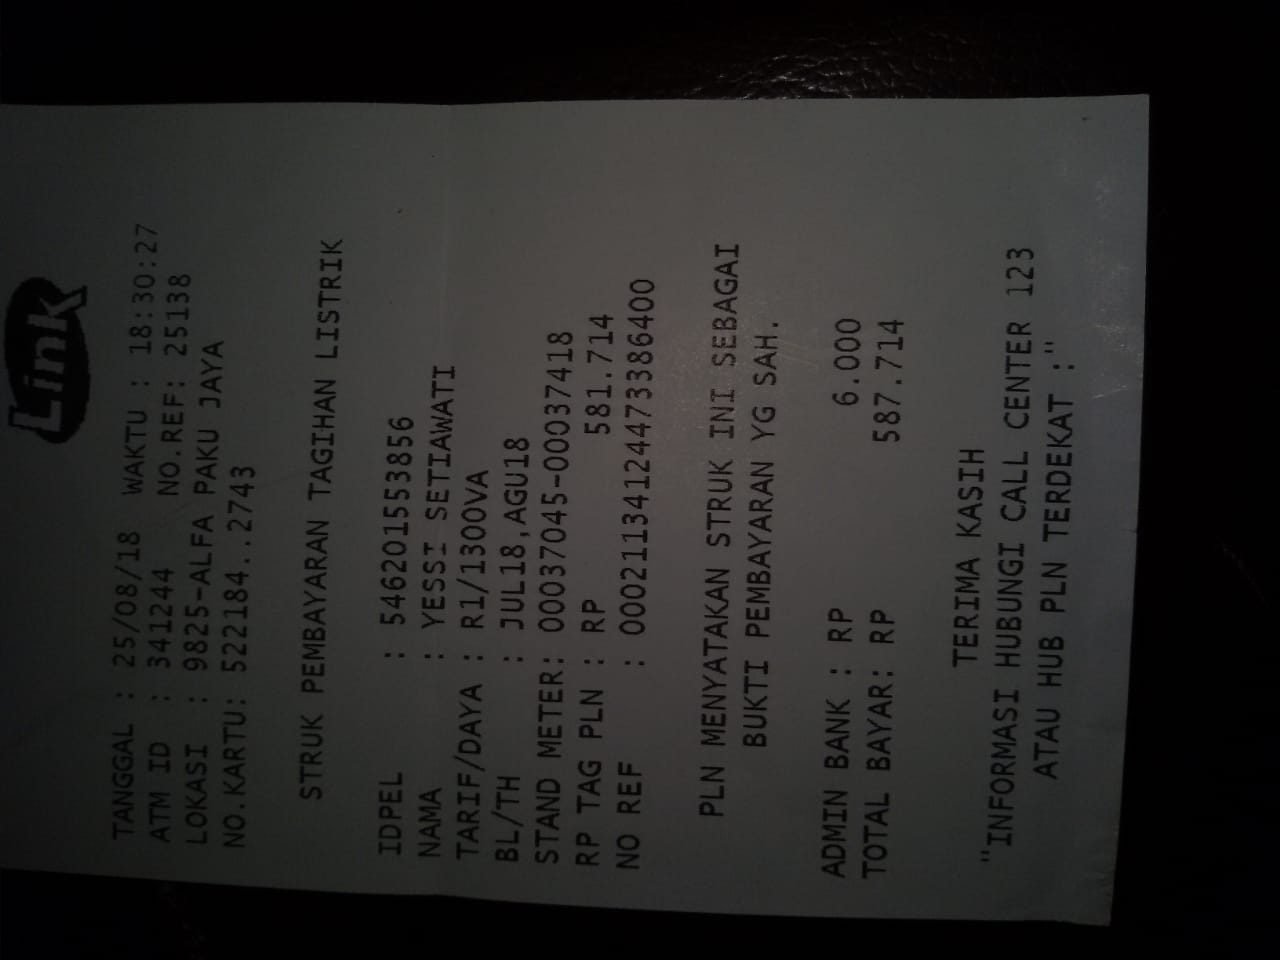 Link
TANGGAL : 25/08/18 WAKTU : 18:30:27
ATM ID : 341244 NO.REF: 25138
LOKASI : 9825-ALFA PAKU JAYA
NO.KARTU: 522184..2743
STRUK PEMBAYARAN TAGIHAN LISTRIK
IDPEL : 546201553856
NAMA : YESSI SETIAWATI
TARIF/DAYA : R1/1300VA
BL/TH : JUL18,AGU18
STAND METER: 00037045-00037418
RP TAG PLN : RP 581.714
NO REF : 0002113412447338640​0
PLN MENYATAKAN STRUK INI SEBAGAI
BUKTI PEMBAYARAN YG SAH.
ADMIN BANK : RP 6.000
TOTAL BAYAR: RP 587.714
TERIMA KASIH
"INFORMASI HUBUNGI CALL CENTER 123
ATAU HUB PLN TERDEKAT :"